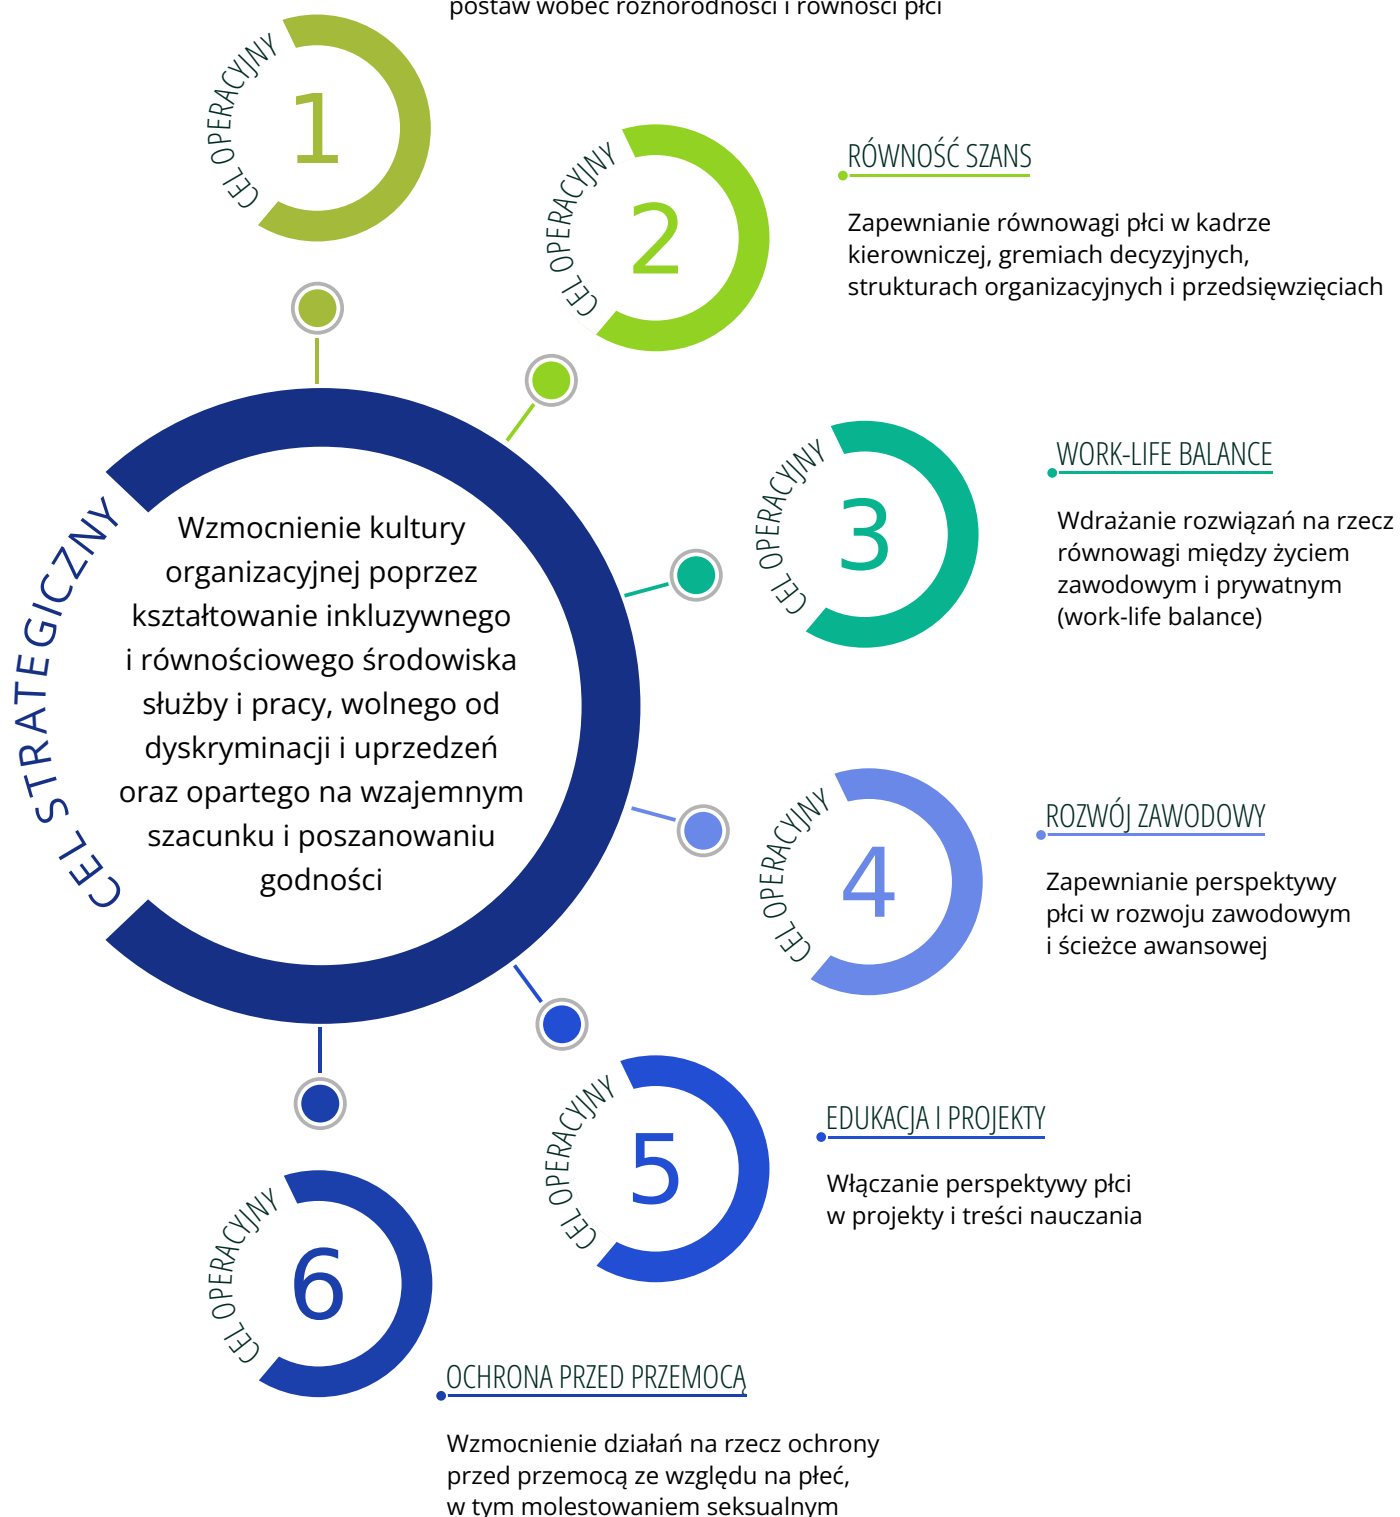 postaw wobec różnorodności i równości płci
CEL OPERACYJNY
1
CEL OPERACYJNY
2
RÓWNOŚĆ SZANS
Zapewnianie równowagi płci w kadrze
kierowniczej, gremiach decyzyjnych,
strukturach organizacyjnych i przedsięwzięciach
CEL OPERACYJNY
3
WORK-LIFE BALANCE
Wdrażanie rozwiązań na rzecz
równowagi między życiem
zawodowym i prywatnym
(work-life balance)
CEL STRATEGICZNY
Wzmocnienie kultury
organizacyjnej poprzez
kształtowanie inkluzywnego
i równościowego środowiska
służby i pracy, wolnego od
dyskryminacji i uprzedzeń
oraz opartego na wzajemnym
szacunku i poszanowaniu
godności
CEL OPERACYJNY
4
ROZWÓJ ZAWODOWY
Zapewnianie perspektywy
płci w rozwoju zawodowym
i ścieżce awansowej
CEL OPERACYJNY
5
EDUKACJA I PROJEKTY
Włączanie perspektywy płci
w projekty i treści nauczania
CEL OPERACYJNY
6
OCHRONA PRZED PRZEMOCĄ
Wzmocnienie działań na rzecz ochrony
przed przemocą ze względu na płeć,
w tym molestowaniem seksualnym